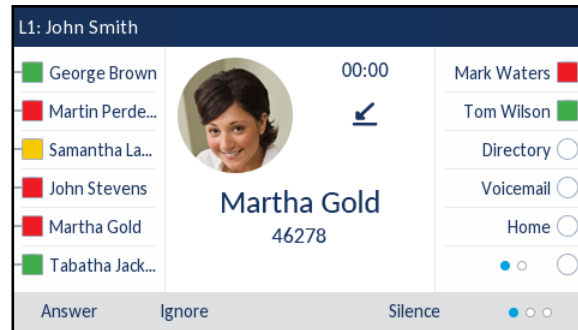 L1: John Smith
George Brown
Martin Perde...
Samantha La...
John Stevens
Martha Gold
Tabatha Jack...
00:00
Martha Gold
46278
Mark Waters
Tom Wilson
Directory
Voicemail
Home
Answer Ignore Silence